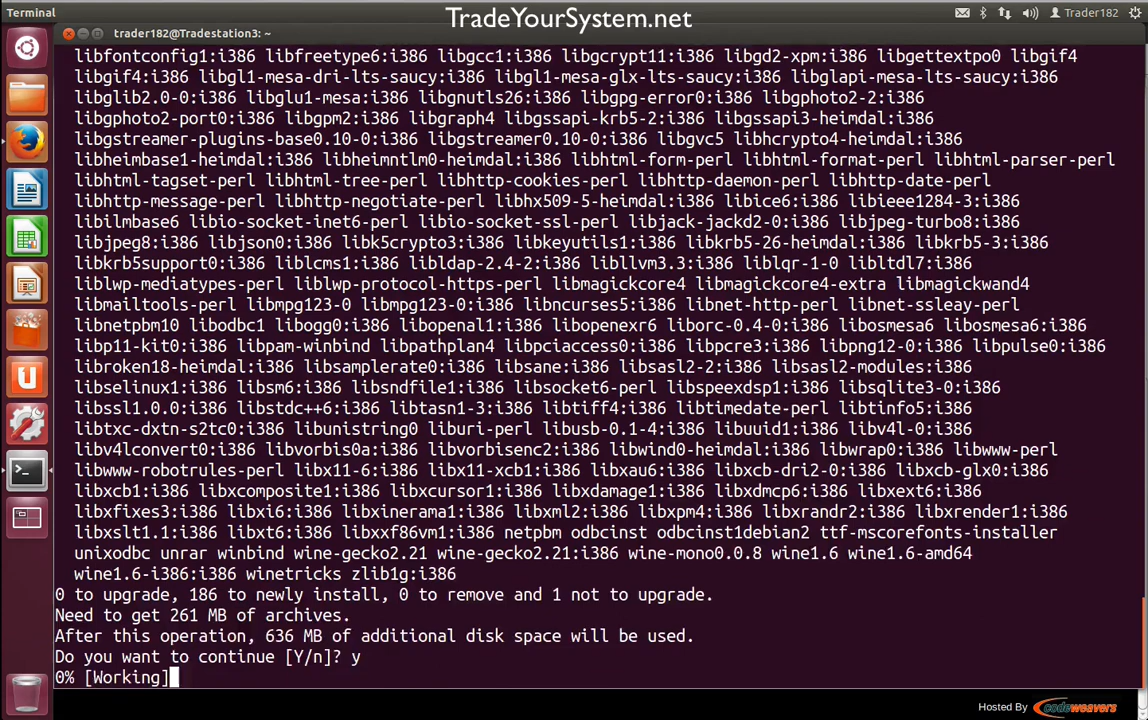 Terminal
TradeYourSystem.net
Trader182
trader182@Tradestation3: ~
libfontconfig1:i386 libfreetype6:i386 libgcc1:i386 libgcrypt11:i386 libgd2-xpm:i386 libgettextpo0 libgif4
libgif4:i386 libgl1-mesa-dri-lts-saucy:i386 libgl1-mesa-glx-lts-saucy:i386 libglapi-mesa-lts-saucy:i386
libglib2.0-0:i386 libglu1-mesa:i386 libgnutls26:i386 libgpg-error0:i386 libgphoto2-2:i386
libgphoto2-port0:i386 libgpm2:i386 libgraph4 libgssapi-krb5-2:i386 libgssapi3-heimdal:i386
libgstreamer-plugins-base0.10-0:i386 libgstreamer0.10-0:i386 libgvc5 libhcrypto4-heimdal:i386
libheimbase1-heimdal:i386 libheimntlm0-heimdal:i386 libhtml-form-perl libhtml-format-perl libhtml-parser-perl
libhtml-tagset-perl libhtml-tree-perl libhttp-cookies-perl libhttp-daemon-perl libhttp-date-perl
libhttp-message-perl libhttp-negotiate-perl libhx509-5-heimdal:i386 libice6:i386 libieee1284-3:i386
libilmbase6 libio-socket-inet6-perl libio-socket-ssl-perl libjack-jackd2-0:i386 libjpeg-turbo8:i386
libjpeg8:i386 libjson0:i386 libk5crypto3:i386 libkeyutils1:i386 libkrb5-26-heimdal:i386 libkrb5-3:i386
libkrb5support0:i386 liblcms1:i386 libldap-2.4-2:i386 libllvm3.3:i386 liblqr-1-0 libltdl7:i386
liblwp-mediatypes-perl liblwp-protocol-https-perl libmagickcore4 libmagickcore4-extra libmagickwand4
libmailtools-perl libmpg123-0 libmpg123-0:i386 libncurses5:i386 libnet-http-perl libnet-ssleay-perl
libnetpbm10 libodbc1 libogg0:i386 libopenal1:i386 libopenexr6 liborc-0.4-0:i386 libosmesa6 libosmesa6:i386
libp11-kit0:i386 libpam-winbind libpathplan4 libpciaccess0:i386 libpcre3:i386 libpng12-0:i386 libpulse0:i386
libroken18-heimdal:i386 libsamplerate0:i386 libsane:i386 libsasl2-2:i386 libsasl2-modules:i386
libselinux1:i386 libsm6:i386 libsndfile1:i386 libsocket6-perl libspeexdsp1:i386 libsqlite3-0:i386
libssl1.0.0:i386 libstdc++6:i386 libtasn1-3:i386 libtiff4:i386 libtimedate-perl libtinfo5:i386
libtxc-dxtn-s2tc0:i386 libunistring0 liburi-perl libusb-0.1-4:i386 libuuid1:i386 libv4l-0:i386
libv4lconvert0:i386 libvorbis0a:i386 libvorbisenc2:i386 libwind0-heimdal:i386 libwrap0:i386 libwww-perl
libwww-robotrules-perl libx11-6:i386 libx11-xcb1:i386 libxau6:i386 libxcb-dri2-0:i386 libxcb-glx0:i386
libxcb1:i386 libxcomposite1:i386 libxcursor1:i386 libxdamage1:i386 libxdmcp6:i386 libxext6:i386
libxfixes3:i386 libxi6:i386 libxinerama1:i386 libxml2:i386 libxpm4:i386 libxrandr2:i386 libxrender1:i386
libxslt1.1:i386 libxt6:i386 libxxf86vm1:i386 netpbm odbcinst odbcinst1debian2 ttf-mscorefonts-installer
unixodbc unrar winbind wine-gecko2.21 wine-gecko2.21:i386 wine-mono0.0.8 wine1.6 wine1.6-amd64
wine1.6-i386:i386 winetricks zlib1g:i386
0 to upgrade, 186 to newly install, 0 to remove and 1 not to upgrade.
Need to get 261 MB of archives.
After this operation, 636 MB of additional disk space will be used.
Do you want to continue [Y/n]? y
0% [Working]
Hosted By codeweavers